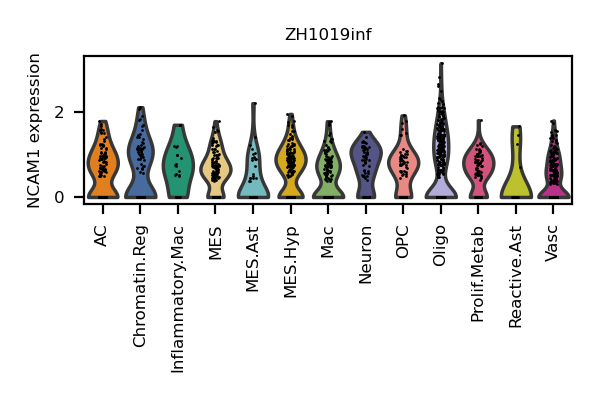 ZH1019inf
NCAM1 expression
2
0
AC
Chromatin.Reg
Inflammatory.Mac
MES
MES.Ast
MES.Hyp
Mac
Neuron
OPC
Oligo
Prolif.Metab
Reactive.Ast
Vasc